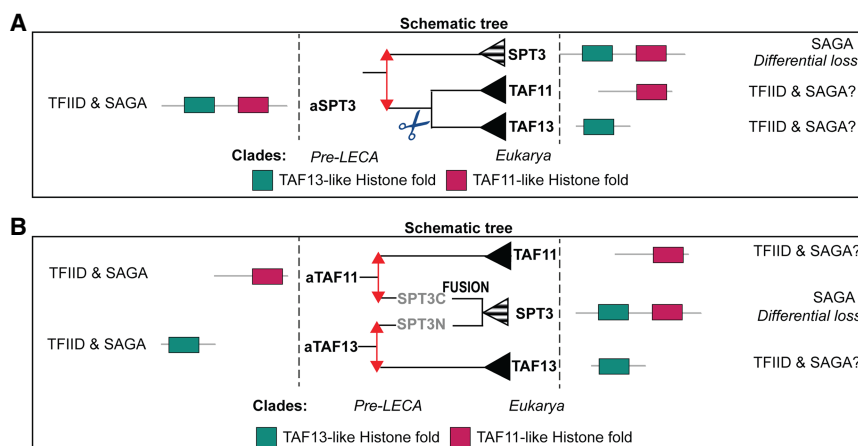 A
Schematic tree
TFIID & SAGA
aSPT3
SPT3
TAF11
TAF13
SAGA
Differential loss
TFIID & SAGA?
TFIID & SAGA?
Clades: Pre-LECA Eukarya
TAF13-like Histone fold TAF11-like Histone fold
B
Schematic tree
TFIID & SAGA
TFIID & SAGA
aTAF11
SPT3C
FUSION
SPT3N
aTAF13
TAF11
SPT3
TAF13
TFIID & SAGA?
SAGA
Differential loss
TFIID & SAGA?
Clades: Pre-LECA Eukarya
TAF13-like Histone fold TAF11-like Histone fold